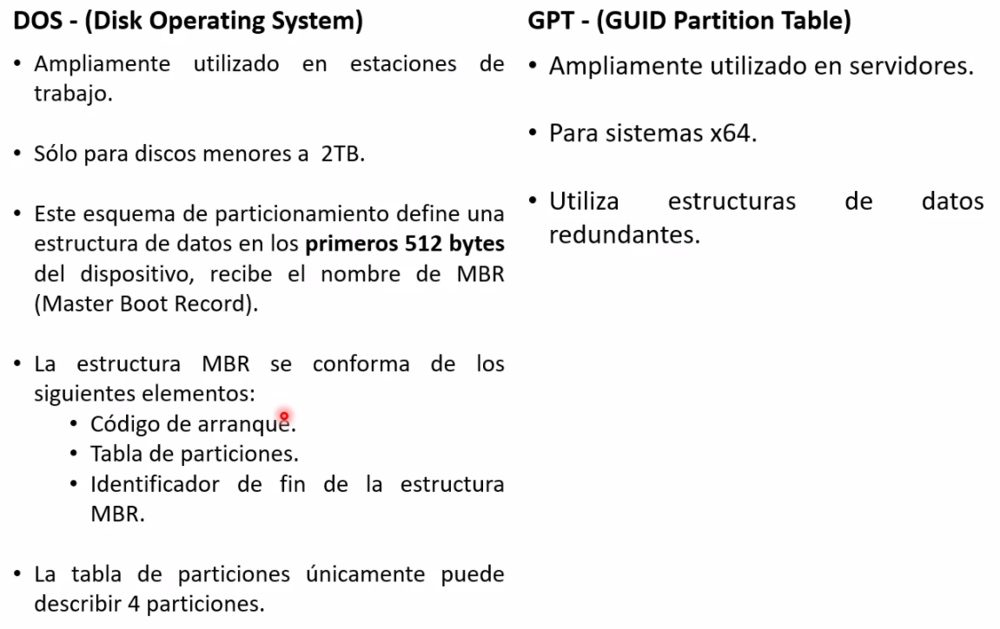 DOS - (Disk Operating System)
• Ampliamente utilizado en estaciones de
trabajo.
• Sólo para discos menores a 2TB.
• Este esquema de particionamiento define una
estructura de datos en los primeros 512 bytes
del dispositivo, recibe el nombre de MBR
(Master Boot Record).
• La estructura MBR se conforma de los
siguientes elementos:
• Código de arranque.
• Tabla de particiones.
• Identificador de fin de la estructura
MBR.
• La tabla de particiones únicamente puede
describir 4 particiones.
GPT - (GUID Partition Table)
• Ampliamente utilizado en servidores.
• Para sistemas x64.
• Utiliza estructuras de datos
redundantes.